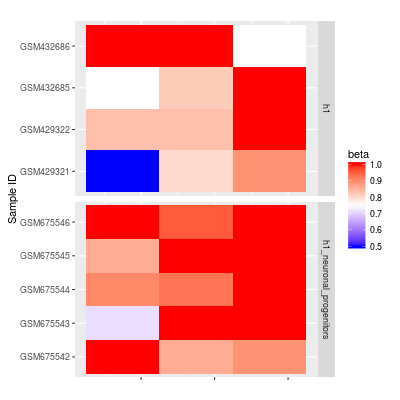 GSM432686
GSM432685
GSM429322
GSM429321
h1
GSM675546
GSM675545
GSM675544
GSM675543
GSM675542
h1_neuronal_progenitors
Sample ID
beta
1.0
0.9
0.8
0.7
0.6
0.5